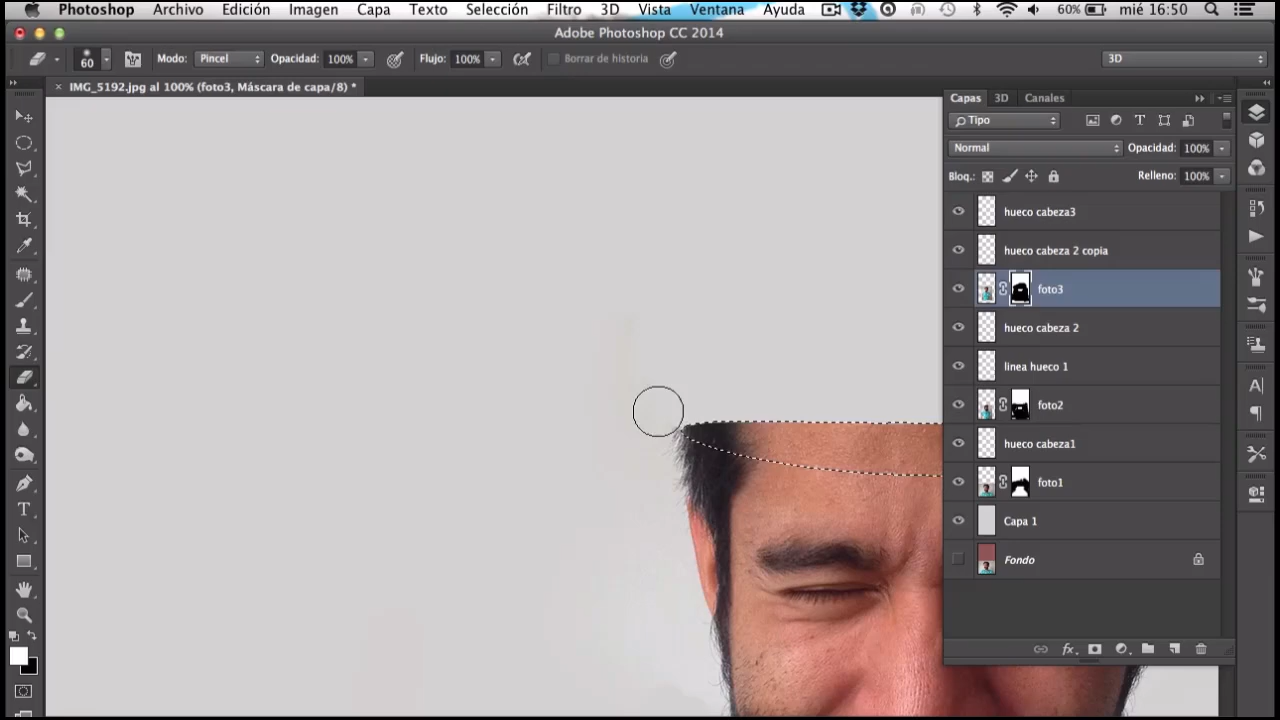 Photoshop Archivo Edición Imagen Capa Texto Selección Filtro 3D Vista Ventana Ayuda 60% mié 16:50
Adobe Photoshop CC 2014
60 Modo: Pincel Opacidad: 100% Flujo: 100% Borrar de historia 3D
× IMG_5192.jpg al 100% (foto3, Máscara de capa/8) *
Capas 3D Canales
Tipo
Normal Opacidad: 100%
Bloq.: Relleno: 100%
hueco cabeza3
hueco cabeza 2 copia
foto3
hueco cabeza 2
linea hueco 1
foto2
hueco cabeza1
foto1
Capa 1
Fondo
fx